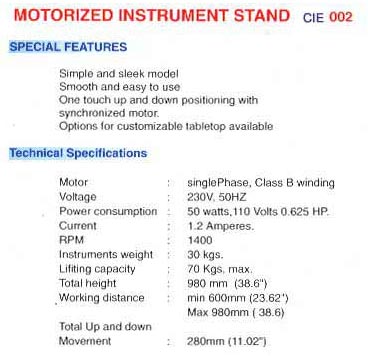 MOTORIZED INSTRUMENT STAND CIE 002
SPECIAL FEATURES
Simple and sleek model
Smooth and easy to use
One touch up and down positioning with
synchronized motor.
Options for customizable tabletop available
Technical Specifications
Motor : singlePhase, Class B winding
Voltage : 230V, 50HZ
Power consumption : 50 watts,110 Volts 0.625 HP.
Current : 1.2 Amperes.
RPM : 1400
Instruments weight : 30 kgs.
Lifiting capacity : 70 Kgs. max.
Total height : 980 mm (38.6")
Working distance : min 600mm (23.62")
Max 980mm ( 38.6)
Total Up and down
Movement : 280mm (11.02")